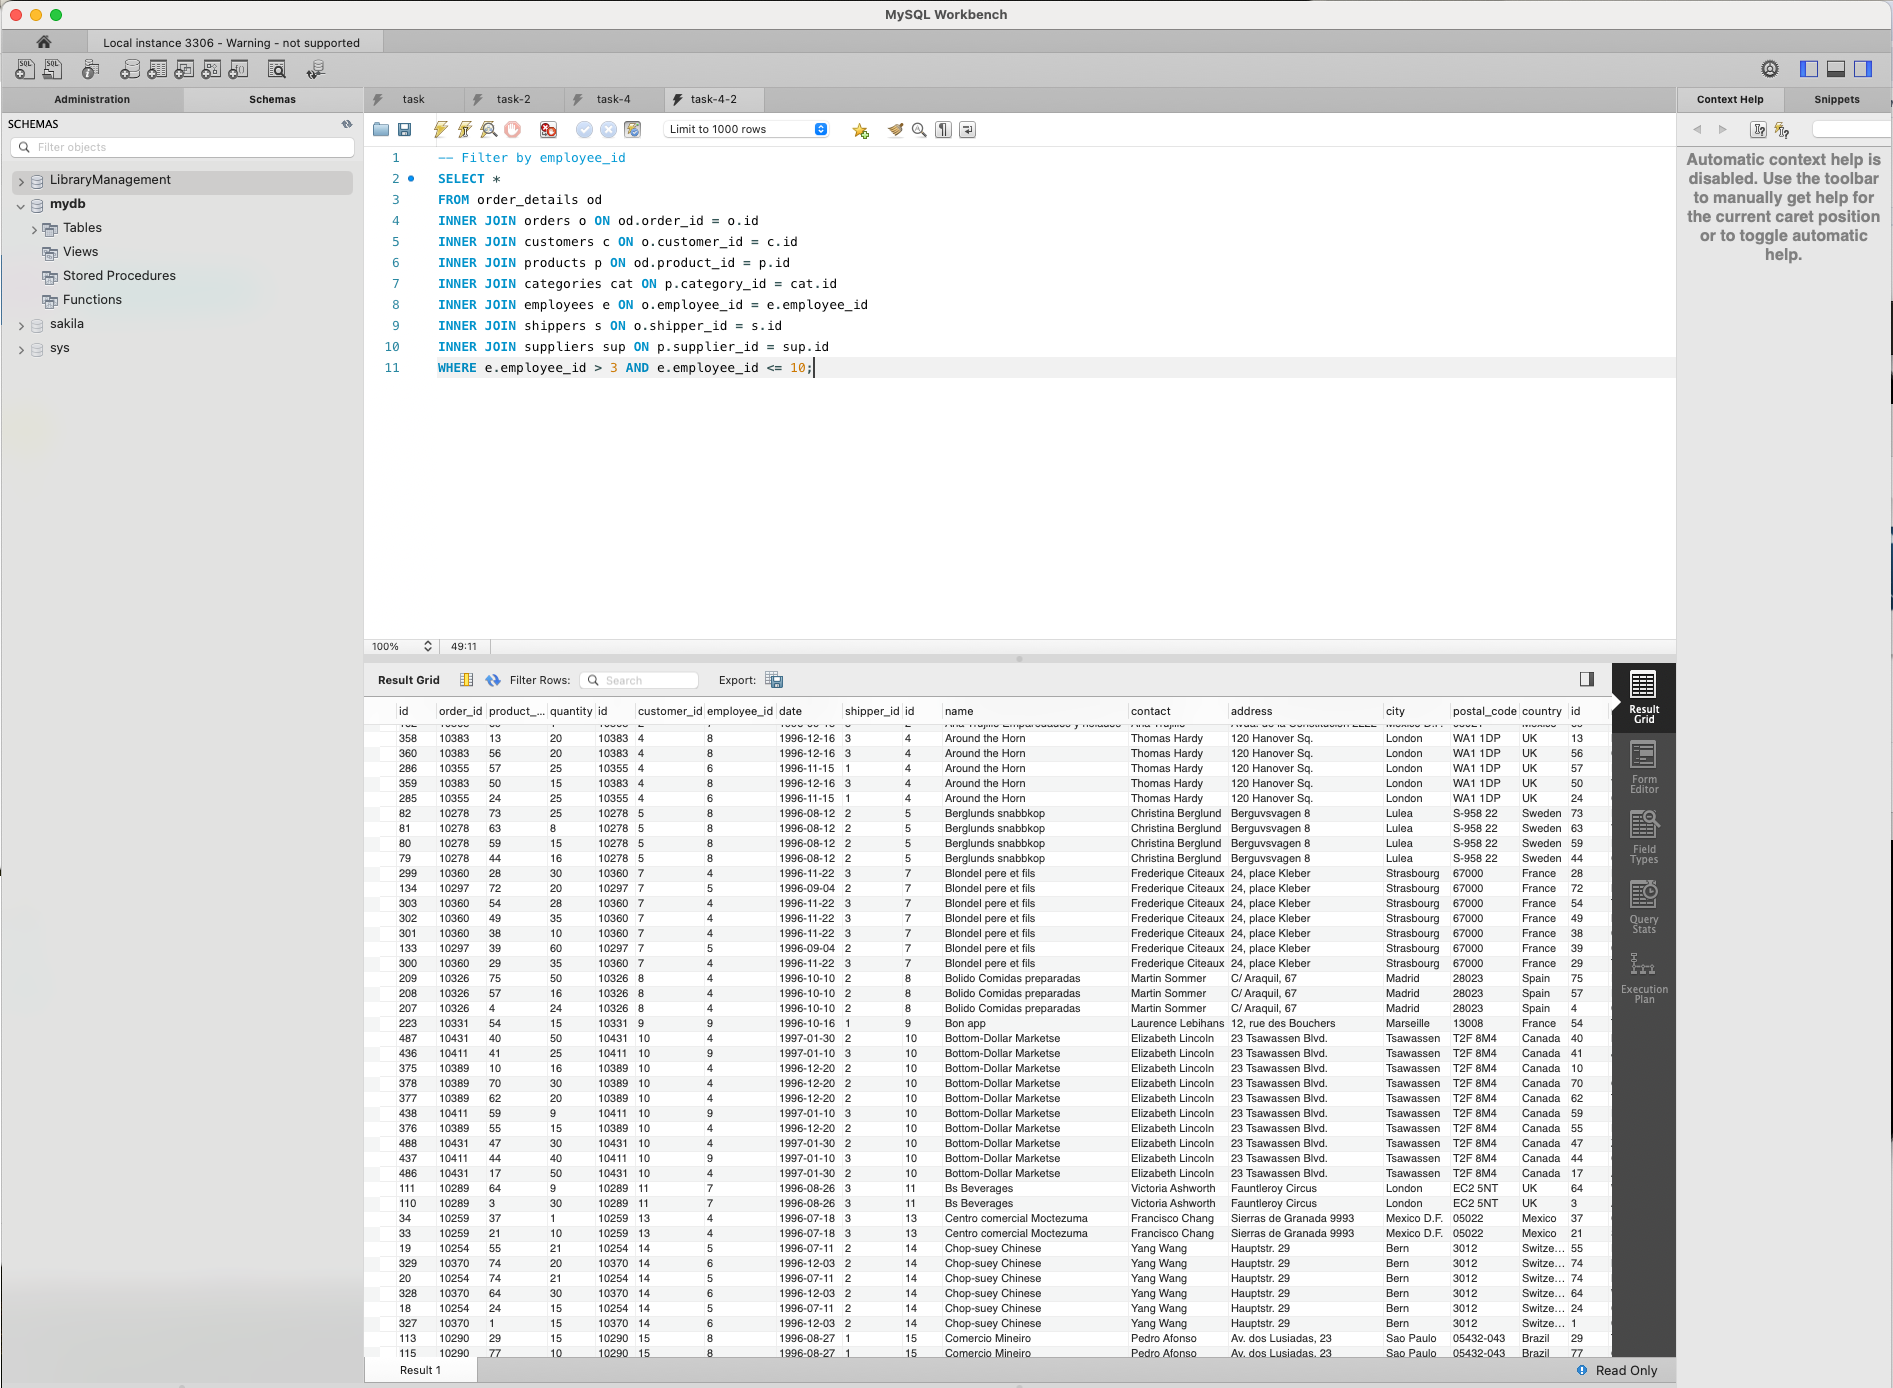 MySQL Workbench
Local instance 3306 - Warning - not supported
Administration Schemas
task task-2 task-4 task-4-2
Context Help Snippets
SCHEMAS
Filter objects
LibraryManagement
mydb
Tables
Views
Stored Procedures
Functions
sakila
sys
Limit to 1000 rows
1 -- Filter by employee_id
2 SELECT *
3 FROM order_details od
4 INNER JOIN orders o ON od.order_id = o.id
5 INNER JOIN customers c ON o.customer_id = c.id
6 INNER JOIN products p ON od.product_id = p.id
7 INNER JOIN categories cat ON p.category_id = cat.id
8 INNER JOIN employees e ON o.employee_id = e.employee_id
9 INNER JOIN shippers s ON o.shipper_id = s.id
10 INNER JOIN suppliers sup ON p.supplier_id = sup.id
11 WHERE e.employee_id > 3 AND e.employee_id <= 10;
Automatic context help is
disabled. Use the toolbar
to manually get help for
the current caret position
or to toggle automatic
help.
100% 49:11
Result Grid Filter Rows: Search Export:
id order_id product_... quantity id customer_id employee_id date shipper_id id name contact address city postal_code country id
358 10383 13 20 10383 4 8 1996-12-16 3 4 Around the Horn Thomas Hardy 120 Hanover Sq. London WA1 1DP UK 13
360 10383 56 20 10383 4 8 1996-12-16 3 4 Around the Horn Thomas Hardy 120 Hanover Sq. London WA1 1DP UK 56
286 10355 57 25 10355 4 6 1996-11-15 1 4 Around the Horn Thomas Hardy 120 Hanover Sq. London WA1 1DP UK 57
359 10383 50 15 10383 4 8 1996-12-16 3 4 Around the Horn Thomas Hardy 120 Hanover Sq. London WA1 1DP UK 50
285 10355 24 25 10355 4 6 1996-11-15 1 4 Around the Horn Thomas Hardy 120 Hanover Sq. London WA1 1DP UK 24
82 10278 73 25 10278 5 8 1996-08-12 2 5 Berglunds snabbkop Christina Berglund Berguvsvagen 8 Lulea S-958 22 Sweden 73
81 10278 63 8 10278 5 8 1996-08-12 2 5 Berglunds snabbkop Christina Berglund Berguvsvagen 8 Lulea S-958 22 Sweden 63
80 10278 59 15 10278 5 8 1996-08-12 2 5 Berglunds snabbkop Christina Berglund Berguvsvagen 8 Lulea S-958 22 Sweden 59
79 10278 44 16 10278 5 8 1996-08-12 2 5 Berglunds snabbkop Christina Berglund Berguvsvagen 8 Lulea S-958 22 Sweden 44
299 10360 28 30 10360 7 4 1996-11-22 3 7 Blondel pere et fils Frederique Citeaux 24, place Kleber Strasbourg 67000 France 28
134 10297 72 20 10297 7 5 1996-09-04 2 7 Blondel pere et fils Frederique Citeaux 24, place Kleber Strasbourg 67000 France 72
303 10360 54 28 10360 7 4 1996-11-22 3 7 Blondel pere et fils Frederique Citeaux 24, place Kleber Strasbourg 67000 France 54
302 10360 49 35 10360 7 4 1996-11-22 3 7 Blondel pere et fils Frederique Citeaux 24, place Kleber Strasbourg 67000 France 49
301 10360 38 10 10360 7 4 1996-11-22 3 7 Blondel pere et fils Frederique Citeaux 24, place Kleber Strasbourg 67000 France 38
133 10297 39 60 10297 7 5 1996-09-04 2 7 Blondel pere et fils Frederique Citeaux 24, place Kleber Strasbourg 67000 France 39
300 10360 29 35 10360 7 4 1996-11-22 3 7 Blondel pere et fils Frederique Citeaux 24, place Kleber Strasbourg 67000 France 29
209 10326 75 50 10326 8 4 1996-10-10 2 8 Bolido Comidas preparadas Martin Sommer C/ Araquil, 67 Madrid 28023 Spain 75
208 10326 57 16 10326 8 4 1996-10-10 2 8 Bolido Comidas preparadas Martin Sommer C/ Araquil, 67 Madrid 28023 Spain 57
207 10326 4 24 10326 8 4 1996-10-10 2 8 Bolido Comidas preparadas Martin Sommer C/ Araquil, 67 Madrid 28023 Spain 4
223 10331 54 15 10331 9 9 1996-10-16 1 9 Bon app Laurence Lebihans 12, rue des Bouchers Marseille 13008 France 54
487 10431 40 50 10431 10 4 1997-01-30 2 10 Bottom-Dollar Marketse Elizabeth Lincoln 23 Tsawassen Blvd. Tsawassen T2F 8M4 Canada 40
436 10411 41 25 10411 10 9 1997-01-10 3 10 Bottom-Dollar Marketse Elizabeth Lincoln 23 Tsawassen Blvd. Tsawassen T2F 8M4 Canada 41
375 10389 10 16 10389 10 4 1996-12-20 2 10 Bottom-Dollar Marketse Elizabeth Lincoln 23 Tsawassen Blvd. Tsawassen T2F 8M4 Canada 10
378 10389 70 30 10389 10 4 1996-12-20 2 10 Bottom-Dollar Marketse Elizabeth Lincoln 23 Tsawassen Blvd. Tsawassen T2F 8M4 Canada 70
377 10389 62 20 10389 10 4 1996-12-20 2 10 Bottom-Dollar Marketse Elizabeth Lincoln 23 Tsawassen Blvd. Tsawassen T2F 8M4 Canada 62
438 10411 59 9 10411 10 9 1997-01-10 3 10 Bottom-Dollar Marketse Elizabeth Lincoln 23 Tsawassen Blvd. Tsawassen T2F 8M4 Canada 59
376 10389 55 15 10389 10 4 1996-12-20 2 10 Bottom-Dollar Marketse Elizabeth Lincoln 23 Tsawassen Blvd. Tsawassen T2F 8M4 Canada 55
488 10431 47 30 10431 10 4 1997-01-30 2 10 Bottom-Dollar Marketse Elizabeth Lincoln 23 Tsawassen Blvd. Tsawassen T2F 8M4 Canada 47
437 10411 44 40 10411 10 9 1997-01-10 3 10 Bottom-Dollar Marketse Elizabeth Lincoln 23 Tsawassen Blvd. Tsawassen T2F 8M4 Canada 44
486 10431 17 50 10431 10 4 1997-01-30 2 10 Bottom-Dollar Marketse Elizabeth Lincoln 23 Tsawassen Blvd. Tsawassen T2F 8M4 Canada 17
111 10289 64 9 10289 11 7 1996-08-26 3 11 Bs Beverages Victoria Ashworth Fauntleroy Circus London EC2 5NT UK 64
110 10289 3 30 10289 11 7 1996-08-26 3 11 Bs Beverages Victoria Ashworth Fauntleroy Circus London EC2 5NT UK 3
34 10259 37 1 10259 13 4 1996-07-18 3 13 Centro comercial Moctezuma Francisco Chang Sierras de Granada 9993 Mexico D.F. 05022 Mexico 37
33 10259 21 10 10259 13 4 1996-07-18 3 13 Centro comercial Moctezuma Francisco Chang Sierras de Granada 9993 Mexico D.F. 05022 Mexico 21
19 10254 55 21 10254 14 5 1996-07-11 2 14 Chop-suey Chinese Yang Wang Hauptstr. 29 Bern 3012 Switze... 55
329 10370 74 20 10370 14 6 1996-12-03 2 14 Chop-suey Chinese Yang Wang Hauptstr. 29 Bern 3012 Switze... 74
20 10254 74 21 10254 14 5 1996-07-11 2 14 Chop-suey Chinese Yang Wang Hauptstr. 29 Bern 3012 Switze... 74
328 10370 64 30 10370 14 6 1996-12-03 2 14 Chop-suey Chinese Yang Wang Hauptstr. 29 Bern 3012 Switze... 64
18 10254 24 15 10254 14 5 1996-07-11 2 14 Chop-suey Chinese Yang Wang Hauptstr. 29 Bern 3012 Switze... 24
327 10370 1 15 10370 14 6 1996-12-03 2 14 Chop-suey Chinese Yang Wang Hauptstr. 29 Bern 3012 Switze... 1
113 10290 29 15 10290 15 8 1996-08-27 1 15 Comercio Mineiro Pedro Afonso Av. dos Lusiadas, 23 Sao Paulo 05432-043 Brazil 29
115 10290 77 10 10290 15 8 1996-08-27 1 15 Comercio Mineiro Pedro Afonso Av. dos Lusiadas, 23 Sao Paulo 05432-043 Brazil 77
Result
Grid
Form
Editor
Field
Types
Query
Stats
Execution
Plan
Result 1
Read Only